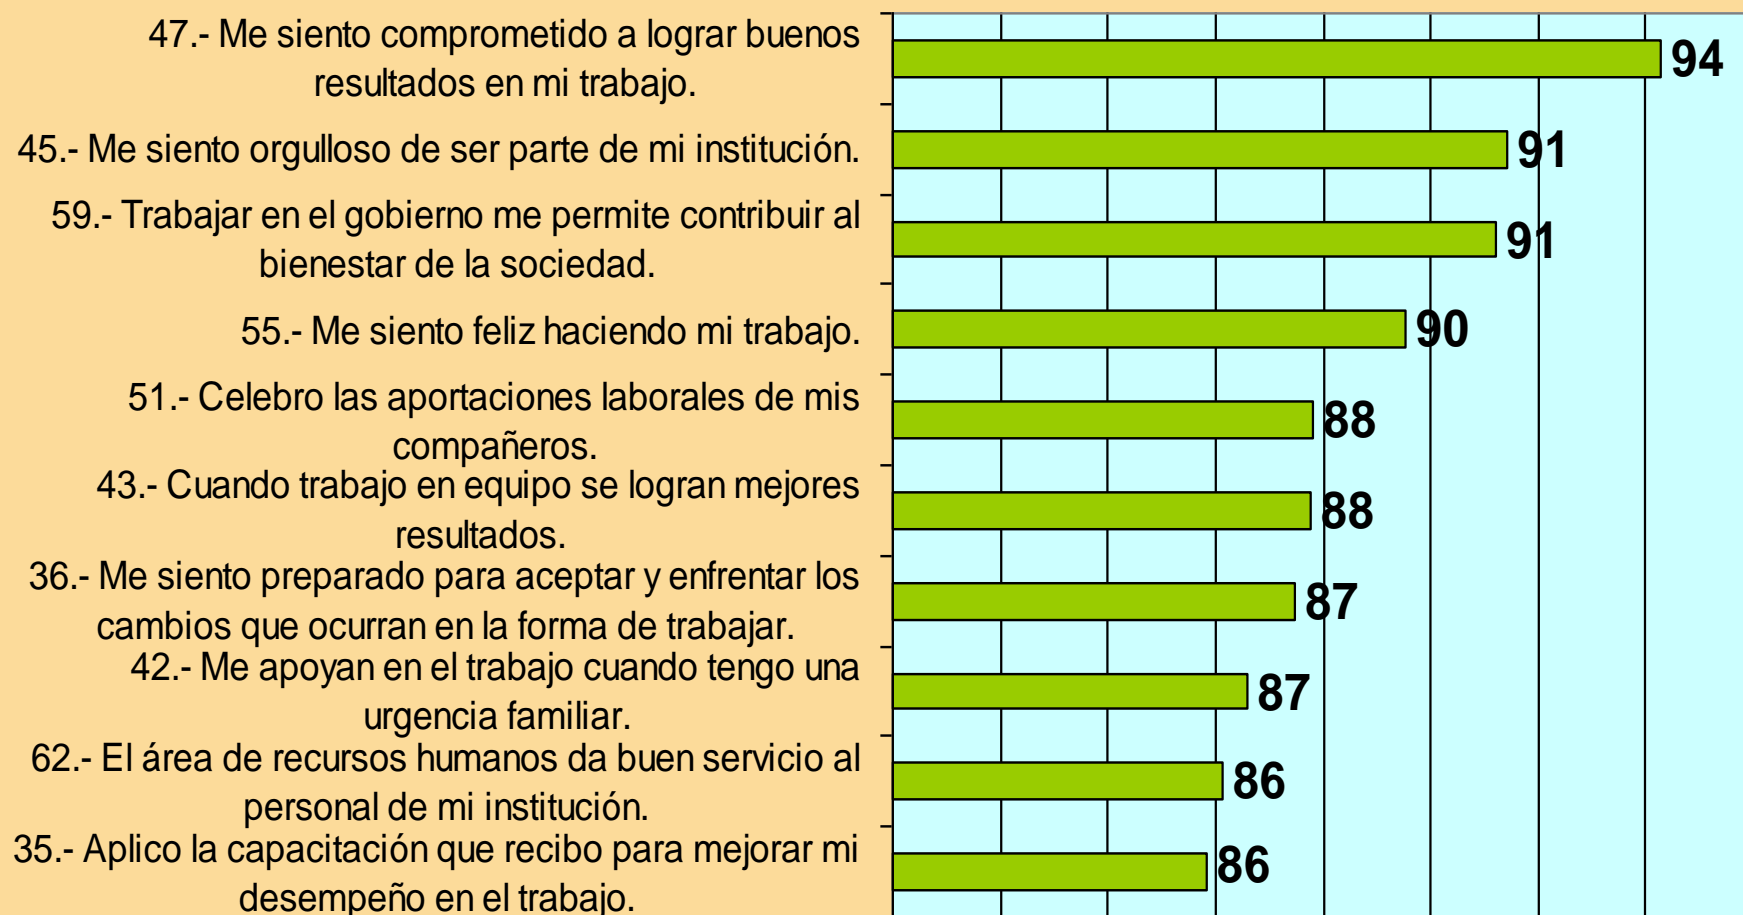 47.- Me siento comprometido a lograr buenos
resultados en mi trabajo.
94
45.- Me siento orgulloso de ser parte de mi institución.
91
59.- Trabajar en el gobierno me permite contribuir al
bienestar de la sociedad.
91
55.- Me siento feliz haciendo mi trabajo.
90
51.- Celebro las aportaciones laborales de mis
compañeros.
88
43.- Cuando trabajo en equipo se logran mejores
resultados.
88
36.- Me siento preparado para aceptar y enfrentar los
cambios que ocurran en la forma de trabajar.
87
42.- Me apoyan en el trabajo cuando tengo una
urgencia familiar.
87
62.- El área de recursos humanos da buen servicio al
personal de mi institución.
86
35.- Aplico la capacitación que recibo para mejorar mi
desempeño en el trabajo.
86